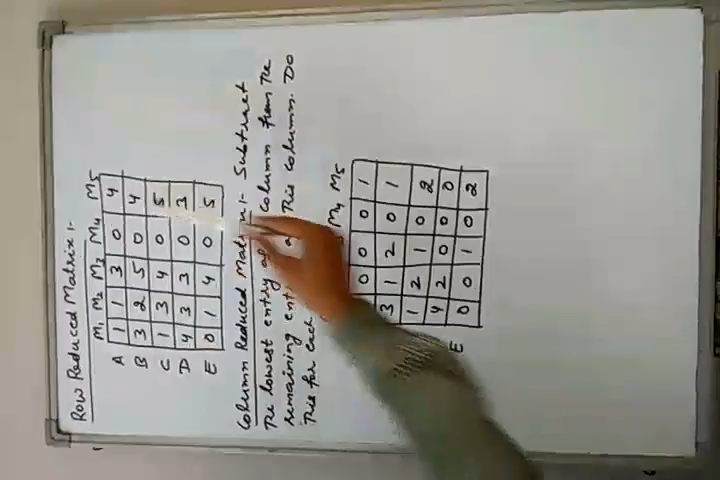 Row Reduced Matrix:-
M1 M2 M3 M4 M5
A 1 1 3 0 4
B 3 2 5 0 4
C 1 3 4 0 5
D 4 3 3 0 3
E 0 1 4 0 5
Column Reduced Matrix:- Subtract
The lowest entry of Column from the
remaining this column. Do
This for each
M4 M5
0 0 0 1
3 1 2 0 1
1 2 1 0 2
4 2 0 0 0
E 0 0 1 0 2